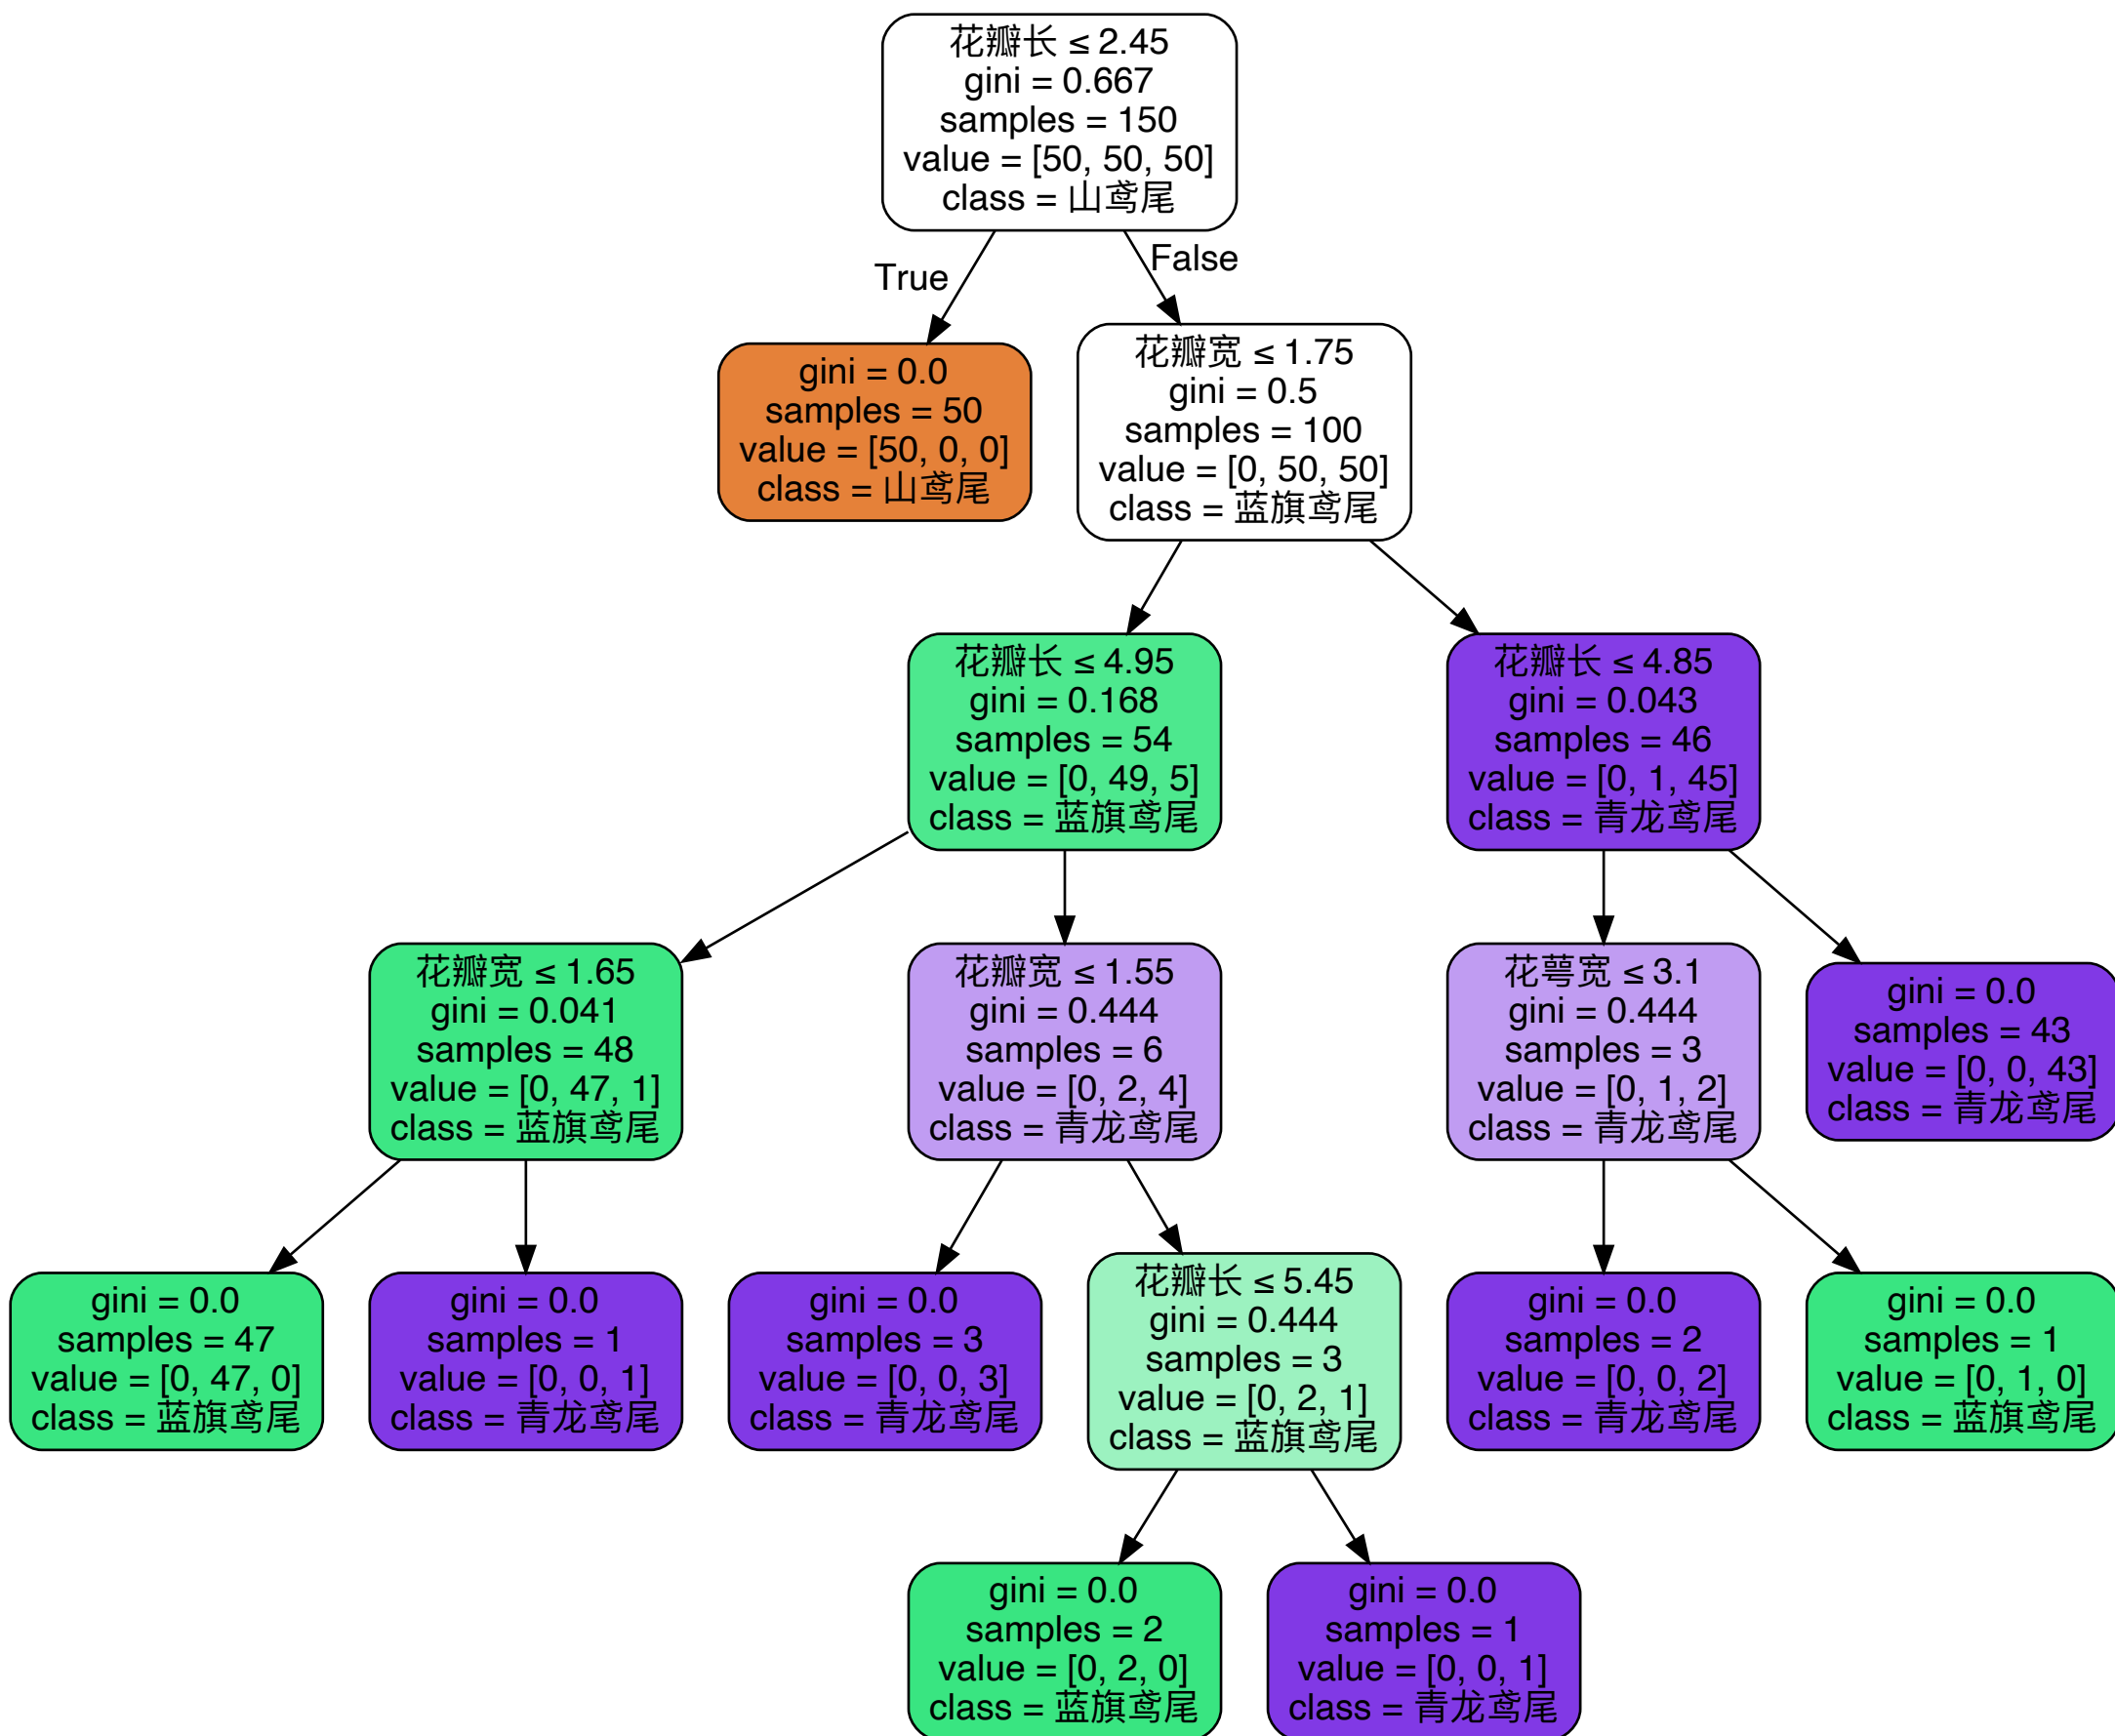 花瓣长 ≤ 2.45
gini = 0.667
samples = 150
value = [50, 50, 50]
class = 山鸢尾
True
False
gini = 0.0
samples = 50
value = [50, 0, 0]
class = 山鸢尾
花瓣宽 ≤ 1.75
gini = 0.5
samples = 100
value = [0, 50, 50]
class = 蓝旗鸢尾
花瓣长 ≤ 4.95
gini = 0.168
samples = 54
value = [0, 49, 5]
class = 蓝旗鸢尾
花瓣长 ≤ 4.85
gini = 0.043
samples = 46
value = [0, 1, 45]
class = 青龙鸢尾
花瓣宽 ≤ 1.65
gini = 0.041
samples = 48
value = [0, 47, 1]
class = 蓝旗鸢尾
花瓣宽 ≤ 1.55
gini = 0.444
samples = 6
value = [0, 2, 4]
class = 青龙鸢尾
花萼宽 ≤ 3.1
gini = 0.444
samples = 3
value = [0, 1, 2]
class = 青龙鸢尾
gini = 0.0
samples = 43
value = [0, 0, 43]
class = 青龙鸢尾
gini = 0.0
samples = 47
value = [0, 47, 0]
class = 蓝旗鸢尾
gini = 0.0
samples = 1
value = [0, 0, 1]
class = 青龙鸢尾
gini = 0.0
samples = 3
value = [0, 0, 3]
class = 青龙鸢尾
花瓣长 ≤ 5.45
gini = 0.444
samples = 3
value = [0, 2, 1]
class = 蓝旗鸢尾
gini = 0.0
samples = 2
value = [0, 0, 2]
class = 青龙鸢尾
gini = 0.0
samples = 1
value = [0, 1, 0]
class = 蓝旗鸢尾
gini = 0.0
samples = 2
value = [0, 2, 0]
class = 蓝旗鸢尾
gini = 0.0
samples = 1
value = [0, 0, 1]
class = 青龙鸢尾